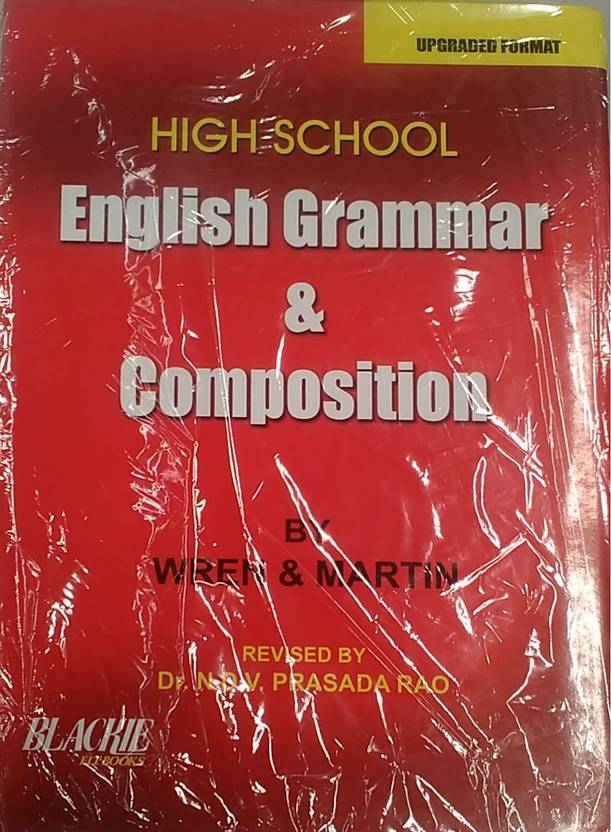 UPGRADED FORMAT
HIGH SCHOOL
English Grammar
&
Composition
BY
WREN & MARTIN
REVISED BY
Dr. N.D.V. PRASADA RAO
BLACKIE
ELT BOOKS